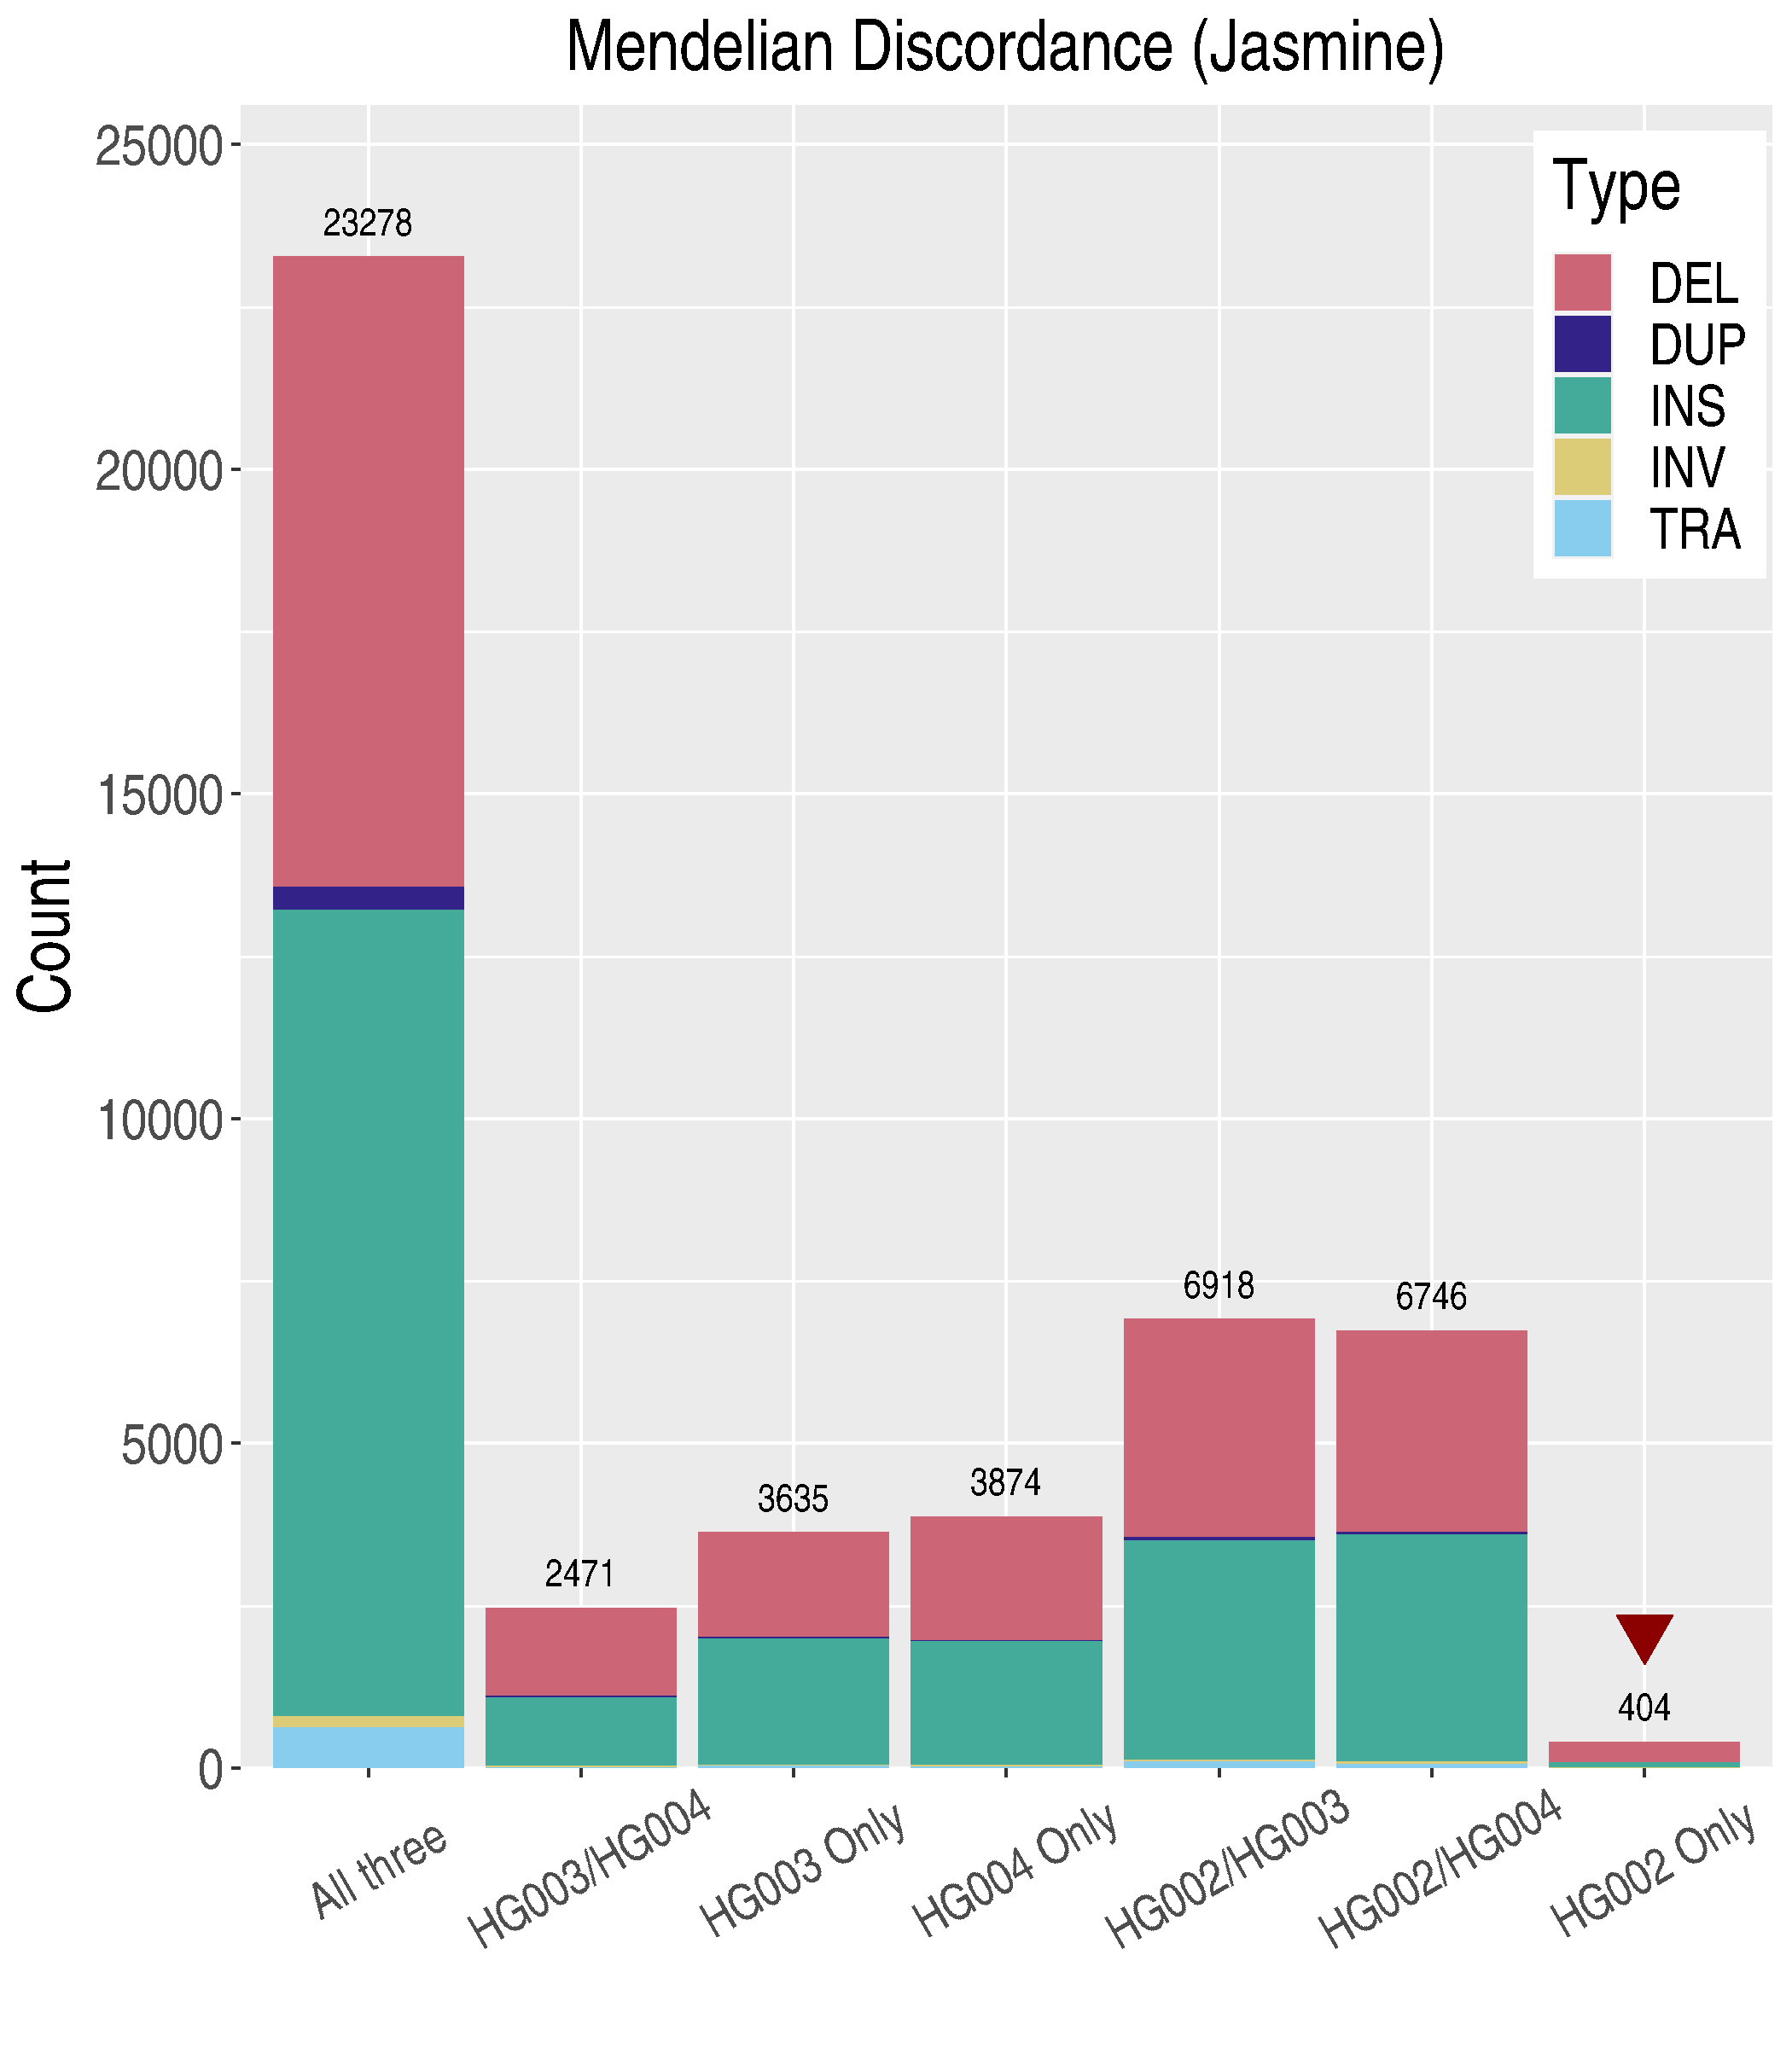 Mendelian Discordance (Jasmine)
Type
DEL
DUP
INS
INV
TRA
Count
25000
20000
15000
10000
5000
0
23278
2471
3635
3874
6918
6746
404
All three
HG003/HG004
HG003 Only
HG004 Only
HG002/HG003
HG002/HG004
HG002 Only